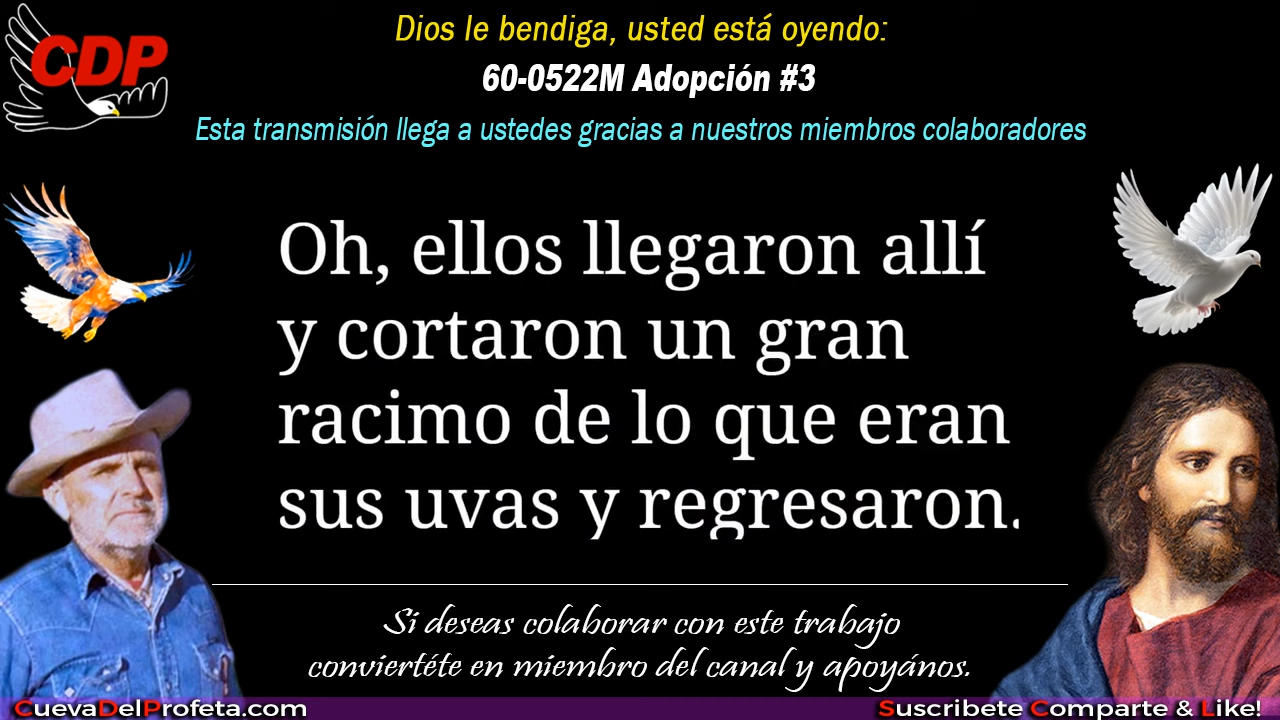 CDP
Dios le bendiga, usted está oyendo:
60-0522M Adopción #3
Esta transmisión llega a ustedes gracias a nuestros miembros colaboradores
Oh, ellos llegaron allí
y cortaron un gran
racimo de lo que eran
sus uvas y regresaron.
Si deseas colaborar con este trabajo
conviertéte en miembro del canal y apoyános.
CuevaDelProfeta.com
Suscribete Comparte & Like!